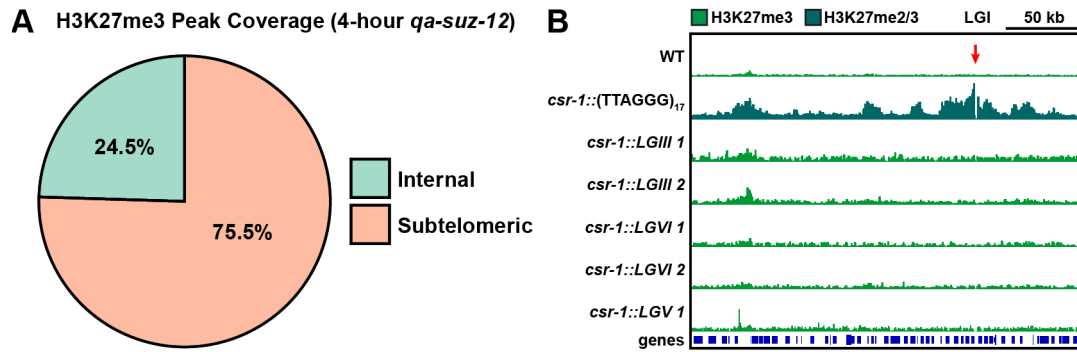 A H3K27me3 Peak Coverage (4-hour qa-suz-12)
24.5%
75.5%
Internal
Subtelomeric
B
H3K27me3 H3K27me2/3 LGI 50 kb
WT
csr-1::(TTAGGG)17
csr-1::LGIII 1
csr-1::LGIII 2
csr-1::LGVI 1
csr-1::LGVI 2
csr-1::LGV 1
genes